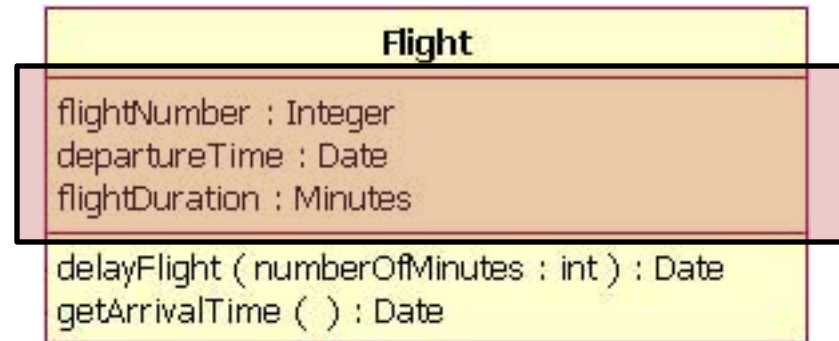 Flight
flightNumber : Integer
departureTime : Date
flightDuration : Minutes
delayFlight ( numberOfMinutes : int ) : Date
getArrivalTime ( ) : Date